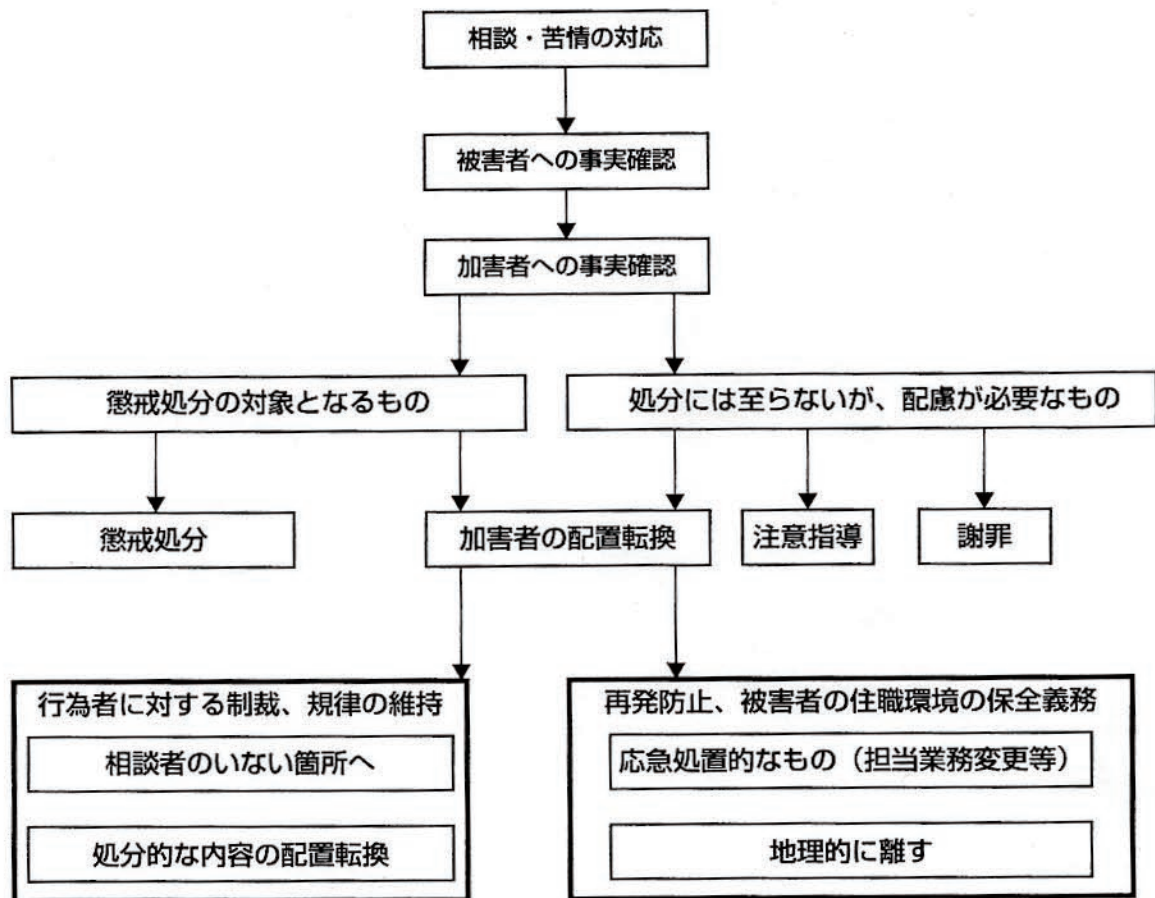 相談・苦情の対応
被害者への事実確認
加害者への事実確認
懲戒処分の対象となるもの
処分には至らないが、配慮が必要なもの
懲戒処分
加害者の配置転換
注意指導
謝罪
行為者に対する制裁、規律の維持
相談者のいない箇所へ
処分的な内容の配置転換
再発防止、被害者の住職環境の保全義務
応急処置的なもの（担当業務変更等）
地理的に離す